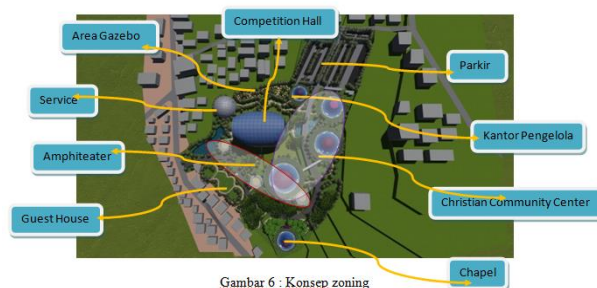 Competition Hall
Area Gazebo
Parkir
Service
Kantor Pengelola
Amphiteater
Christian Community Center
Guest House
Chapel
Gambar 6 : Konsep zoning